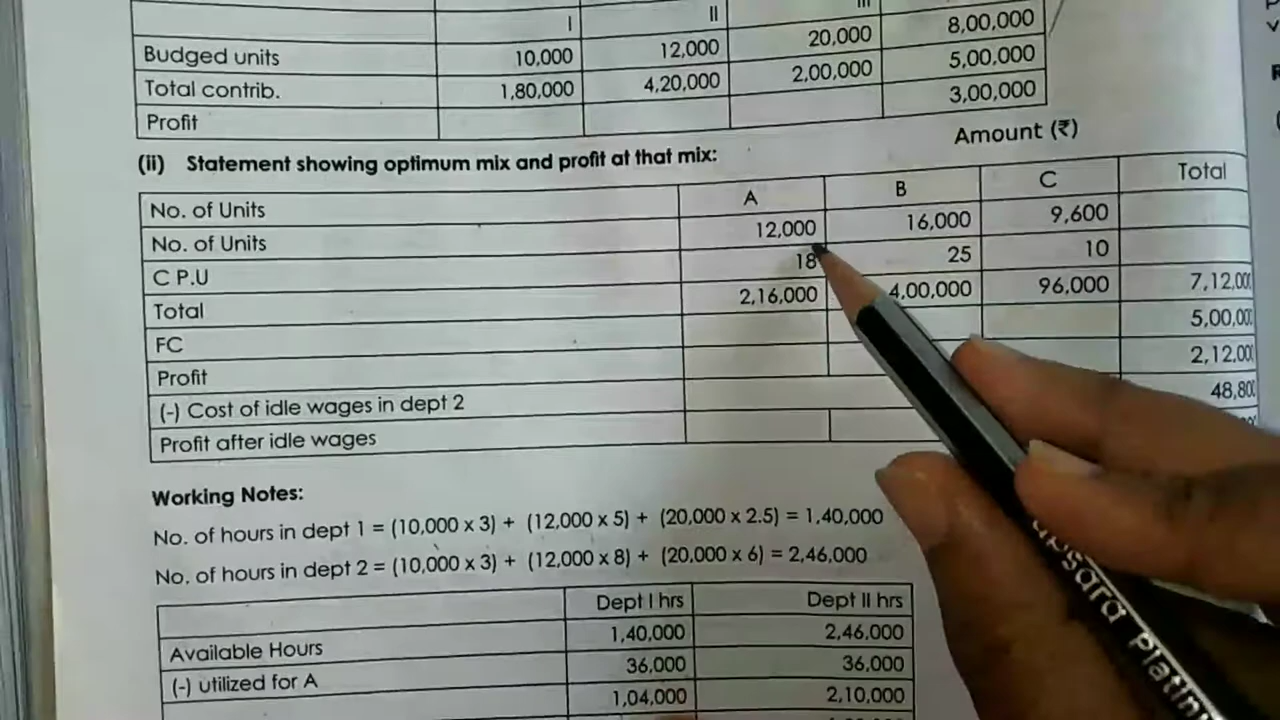 I II III
8,00,000
Budged units 10,000 12,000 20,000 5,00,000
Total contrib. 1,80,000 4,20,000 2,00,000 3,00,000
Profit
Amount (₹)
(ii) Statement showing optimum mix and profit at that mix:
No. of Units A B C Total
No. of Units 12,000 16,000 9,600
C P.U 18 25 10
Total 2,16,000 4,00,000 96,000 7,12,000
FC 5,00,000
Profit 2,12,000
(-) Cost of idle wages in dept 2 48,800
Profit after idle wages
Working Notes:
No. of hours in dept 1 = (10,000 x 3) + (12,000 x 5) + (20,000 x 2.5) = 1,40,000
No. of hours in dept 2 = (10,000 x 3) + (12,000 x 8) + (20,000 x 6) = 2,46,000
Dept I hrs Dept II hrs
Available Hours 1,40,000 2,46,000
(-) utilized for A 36,000 36,000
1,04,000 2,10,000
apsara Platinu